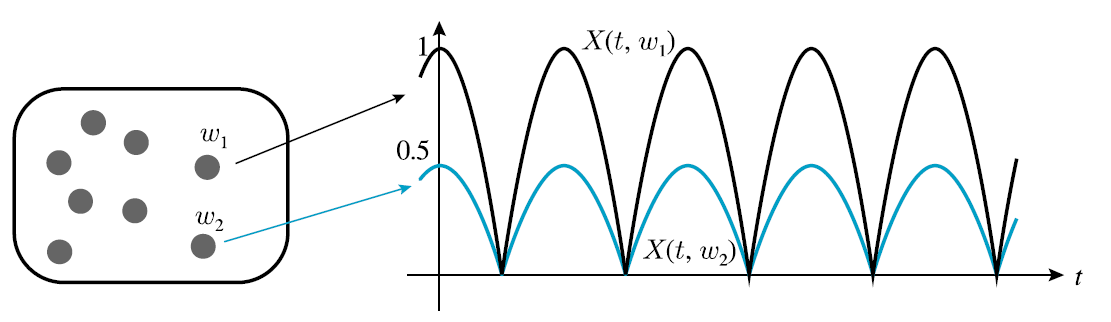 1
X(t, w₁)
0.5
w₁
w₂
X(t, w₂)
t